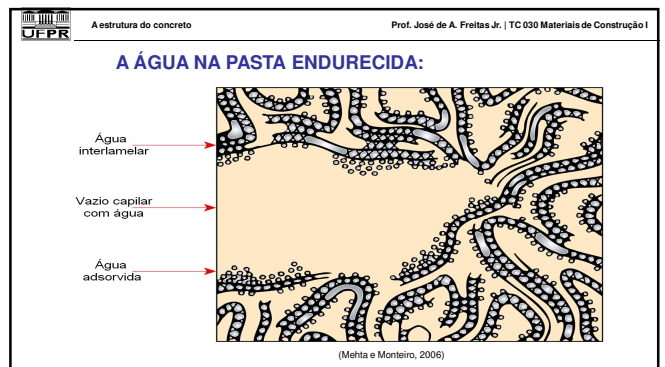 UFPR
A estrutura do concreto
Prof. José de A. Freitas Jr. | TC 030 Materiais de Construção I
A ÁGUA NA PASTA ENDURECIDA:
Água
interlamelar
Vazio capilar
com água
Água
adsorvida
(Mehta e Monteiro, 2006)